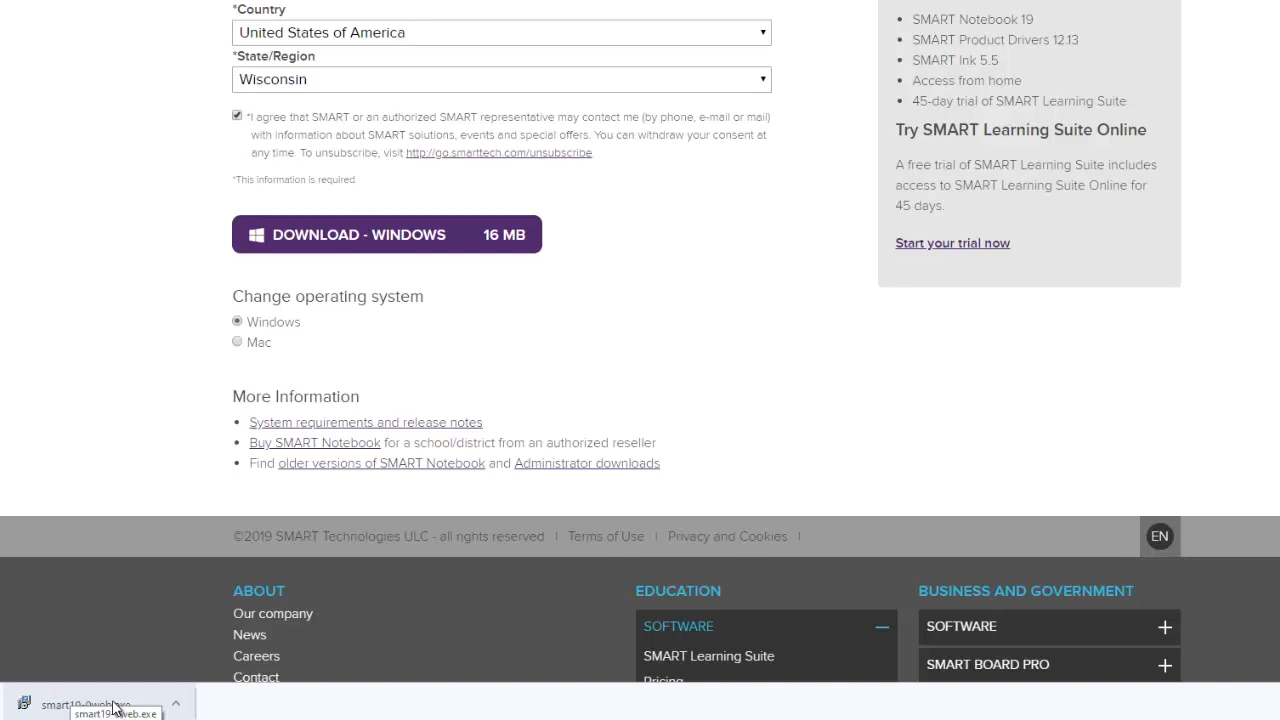 *Country
United States of America
*State/Region
Wisconsin
*I agree that SMART or an authorized SMART representative may contact me (by phone, e-mail or mail)
with information about SMART solutions, events and special offers. You can withdraw your consent at
any time. To unsubscribe, visit http://go.smarttech.com/unsubscribe.
*This information is required
DOWNLOAD - WINDOWS 16 MB
Change operating system
Windows
Mac
More Information
• System requirements and release notes
• Buy SMART Notebook for a school/district from an authorized reseller
• Find older versions of SMART Notebook and Administrator downloads
• SMART Notebook 19
• SMART Product Drivers 12.13
• SMART Ink 5.5
• Access from home
• 45-day trial of SMART Learning Suite
Try SMART Learning Suite Online
A free trial of SMART Learning Suite includes
access to SMART Learning Suite Online for
45 days.
Start your trial now
©2019 SMART Technologies ULC - all rights reserved | Terms of Use | Privacy and Cookies |
EN
ABOUT
Our company
News
Careers
Contact
EDUCATION
SOFTWARE
SMART Learning Suite
Pricing
BUSINESS AND GOVERNMENT
SOFTWARE
SMART BOARD PRO
smart19-0web.exe
smart19-0web.exe